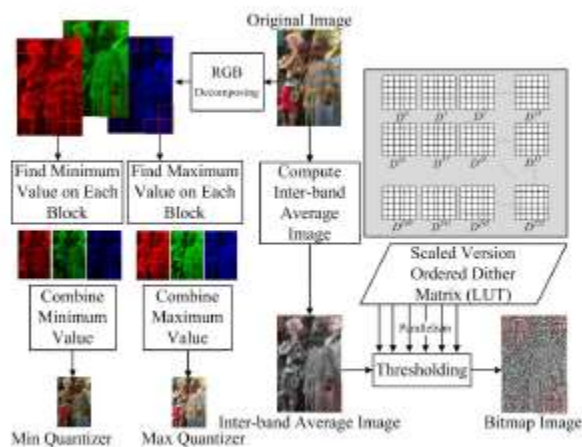 Original Image
RGB
Decomposing
Find Minimum
Value on Each
Block
Find Maximum
Value on Each
Block
Compute
Inter-band
Average
Image
Scaled Version
Ordered Dither
Matrix (LUT)
Combine
Minimum
Value
Combine
Maximum
Value
Parallelism
Thresholding
Min Quantizer
Max Quantizer
Inter-band Average Image
Bitmap Image